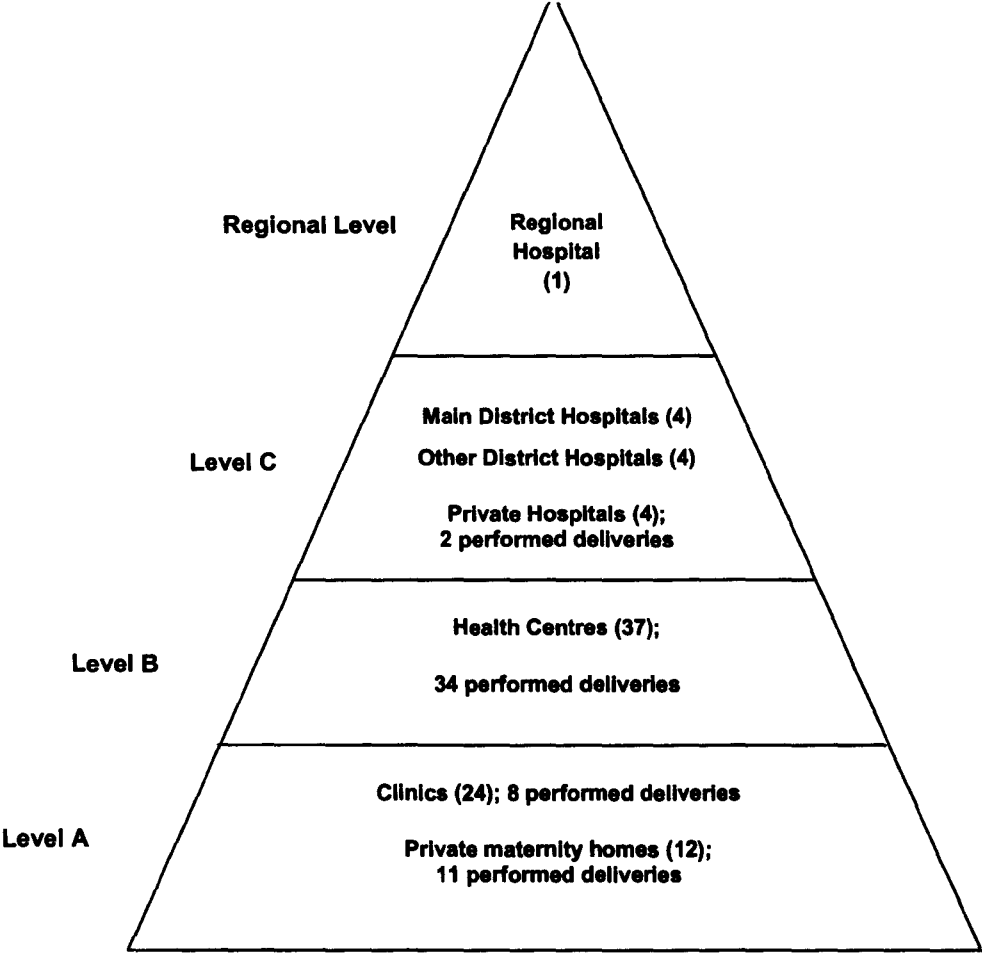 Regional Level
Regional
Hospital
(1)
Main District Hospitals (4)
Level C
Other District Hospitals (4)
Private Hospitals (4);
2 performed deliveries
Health Centres (37);
Level B
34 performed deliveries
Clinics (24); 8 performed deliveries
Level A
Private maternity homes (12);
11 performed deliveries